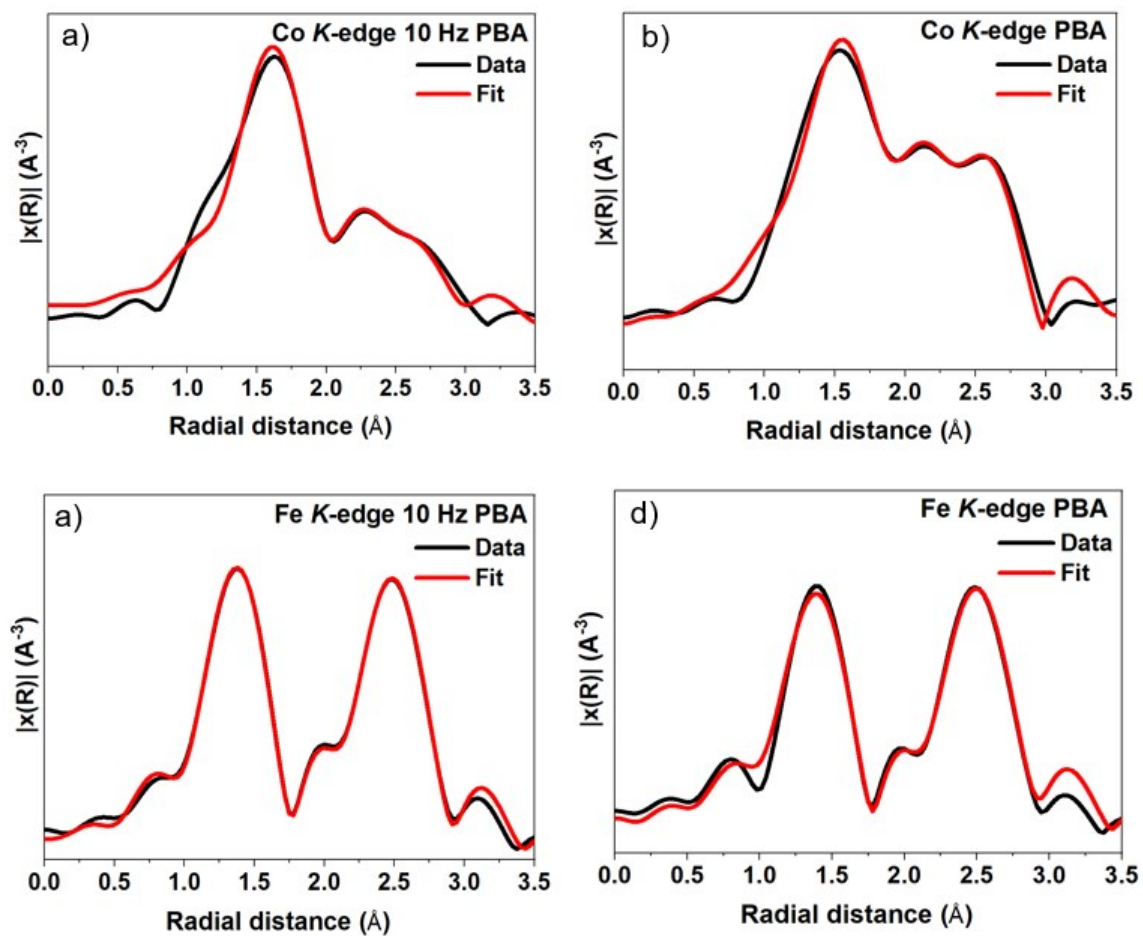 a)
Co K-edge 10 Hz PBA
Data
Fit
|x(R)| (A⁻³)
0.0 0.5 1.0 1.5 2.0 2.5 3.0 3.5
Radial distance (Å)
b)
Co K-edge PBA
Data
Fit
|x(R)| (A⁻³)
0.0 0.5 1.0 1.5 2.0 2.5 3.0 3.5
Radial distance (Å)
a)
Fe K-edge 10 Hz PBA
Data
Fit
|x(R)| (A⁻³)
0.0 0.5 1.0 1.5 2.0 2.5 3.0 3.5
Radial distance (Å)
d)
Fe K-edge PBA
Data
Fit
|x(R)| (A⁻³)
0.0 0.5 1.0 1.5 2.0 2.5 3.0 3.5
Radial distance (Å)